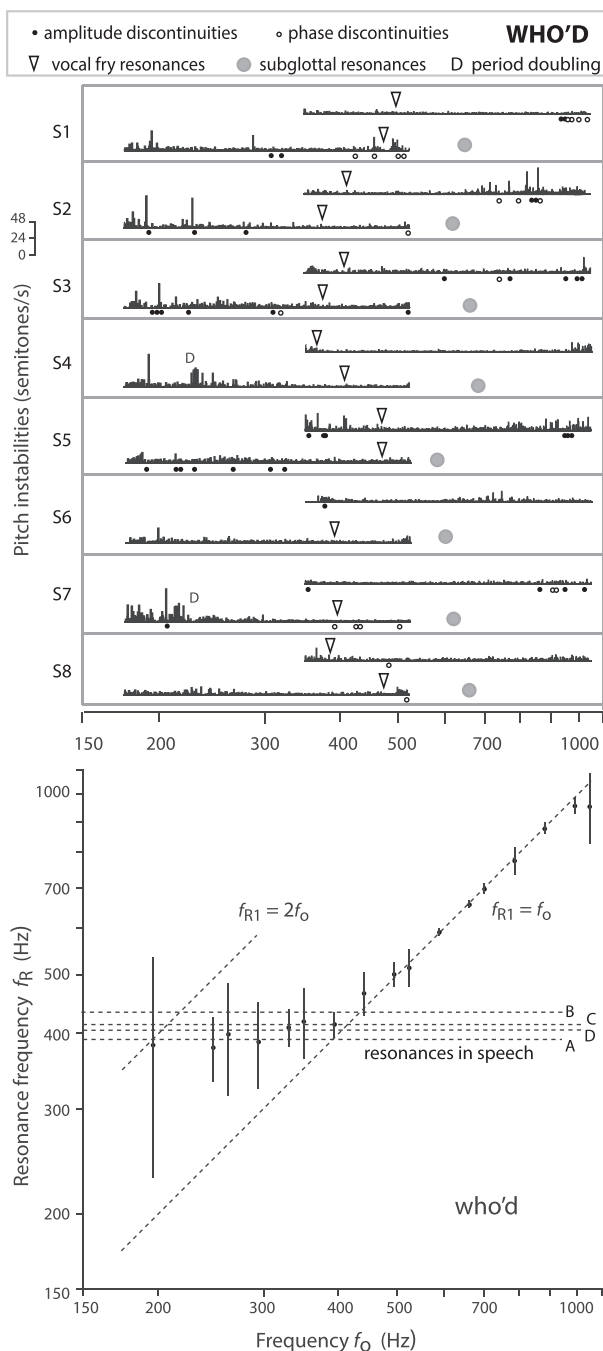 amplitude discontinuities phase discontinuities WHO'D
vocal fry resonances subglottal resonances D period doubling
S1
S2
48
24
0
S3
S4
D
S5
S6
S7
D
S8
Pitch instabilities (semitones/s)
150 200 300 400 500 700 1000
1000
700
500
400
300
200
150
Resonance frequency fR (Hz)
fR1 = 2fo
fR1 = fo
B
C
D
A
resonances in speech
who'd
150 200 300 400 500 700 1000
Frequency fo (Hz)